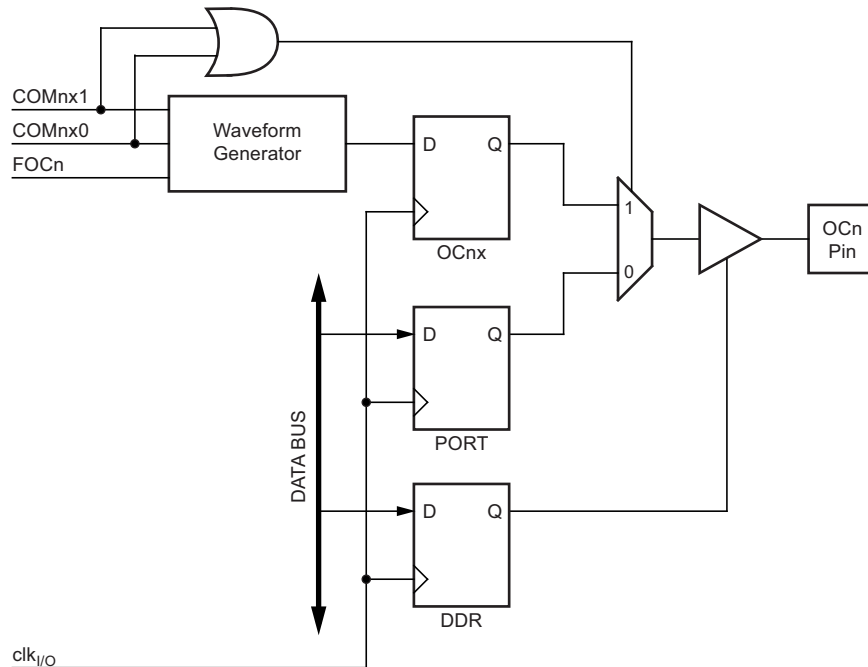 COMnx1
COMnx0
FOCn
Waveform
Generator
D
Q
OCnx
1
0
OCn
Pin
D
Q
PORT
DATA BUS
D
Q
DDR
clkI/O